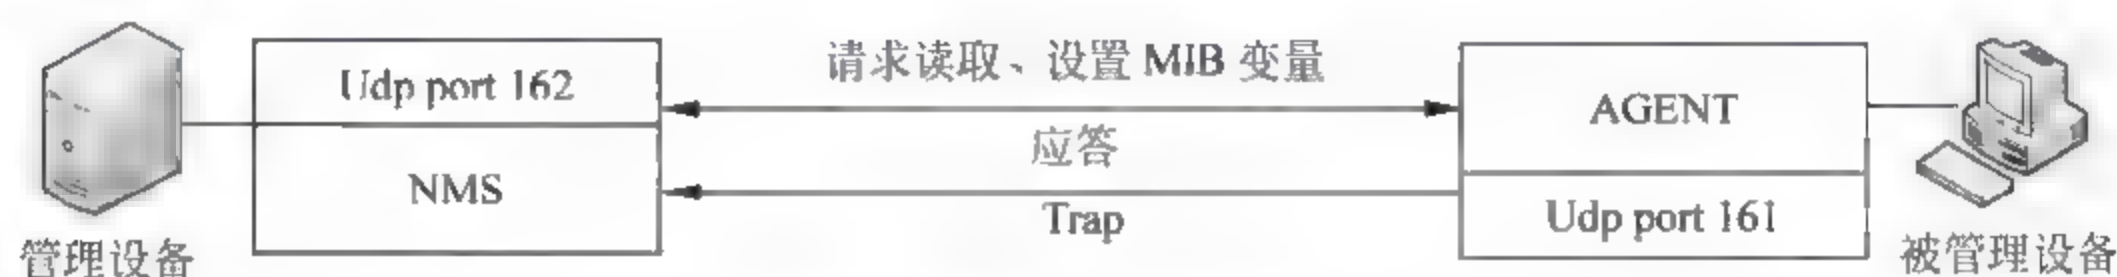 请求读取、设置 MIB 变量
Udp port 162
AGENT
应答
NMS
Trap
Udp port 161
管理设备
被管理设备